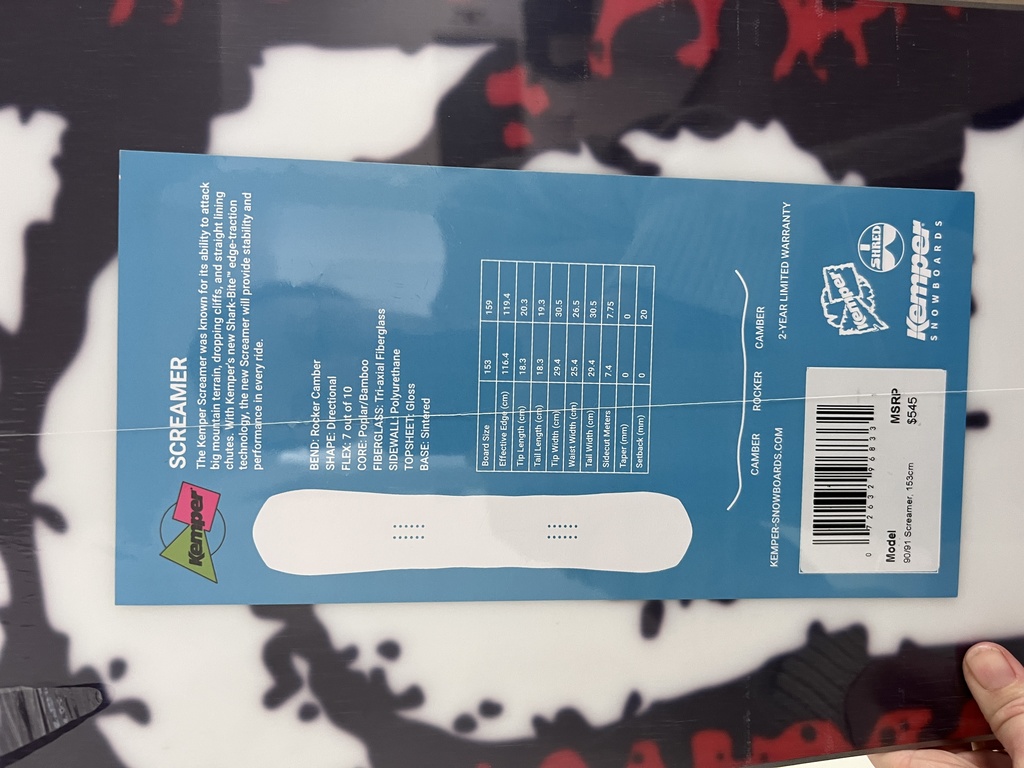 Kemper
SCREAMER
The Kemper Screamer was known for its ability to attack
big mountain terrain, dropping cliffs, and straight lining
chutes. With Kemper's new Shark-Bite™ edge-traction
technology, the new Screamer will provide stability and
performance in every ride.
BEND: Rocker Camber
SHAPE: Directional
FLEX: 7 out of 10
CORE: Poplar/Bamboo
FIBERGLASS: Tri-axial Fiberglass
SIDEWALL: Polyurethane
TOPSHEET: Gloss
BASE: Sintered
Board Size 153 159
Effective Edge (cm) 116.4 119.4
Tip Length (cm) 18.3 20.3
Tail Length (cm) 18.3 19.3
Tip Width (cm) 29.4 30.5
Waist Width (cm) 25.4 26.5
Tail Width (cm) 29.4 30.5
Sidecut Meters 7.4 7.75
Taper (mm) 0 0
Setback (mm) 0 20
CAMBER ROCKER CAMBER
KEMPER-SNOWBOARDS.COM 2-YEAR LIMITED WARRANTY
0 72632 96833
Model MSRP
90/91 Screamer, 153cm $545
Kemper
I SHRED
Kemper
SNOWBOARDS